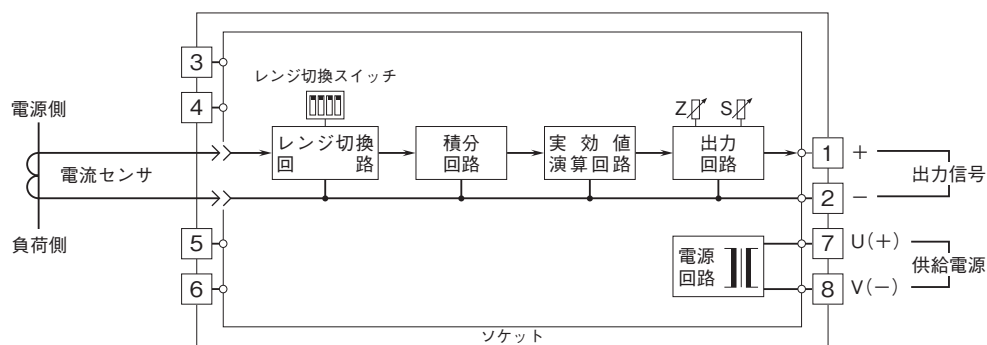 3
レンジ切換スイッチ
4
Z
S
電源側
電流センサ
負荷側
レンジ切換
回路
積分
回路
実効値
演算回路
出力
回路
1
+
2
−
出力信号
5
6
電源
回路
7
U(+)
8
V(−)
供給電源
ソケット